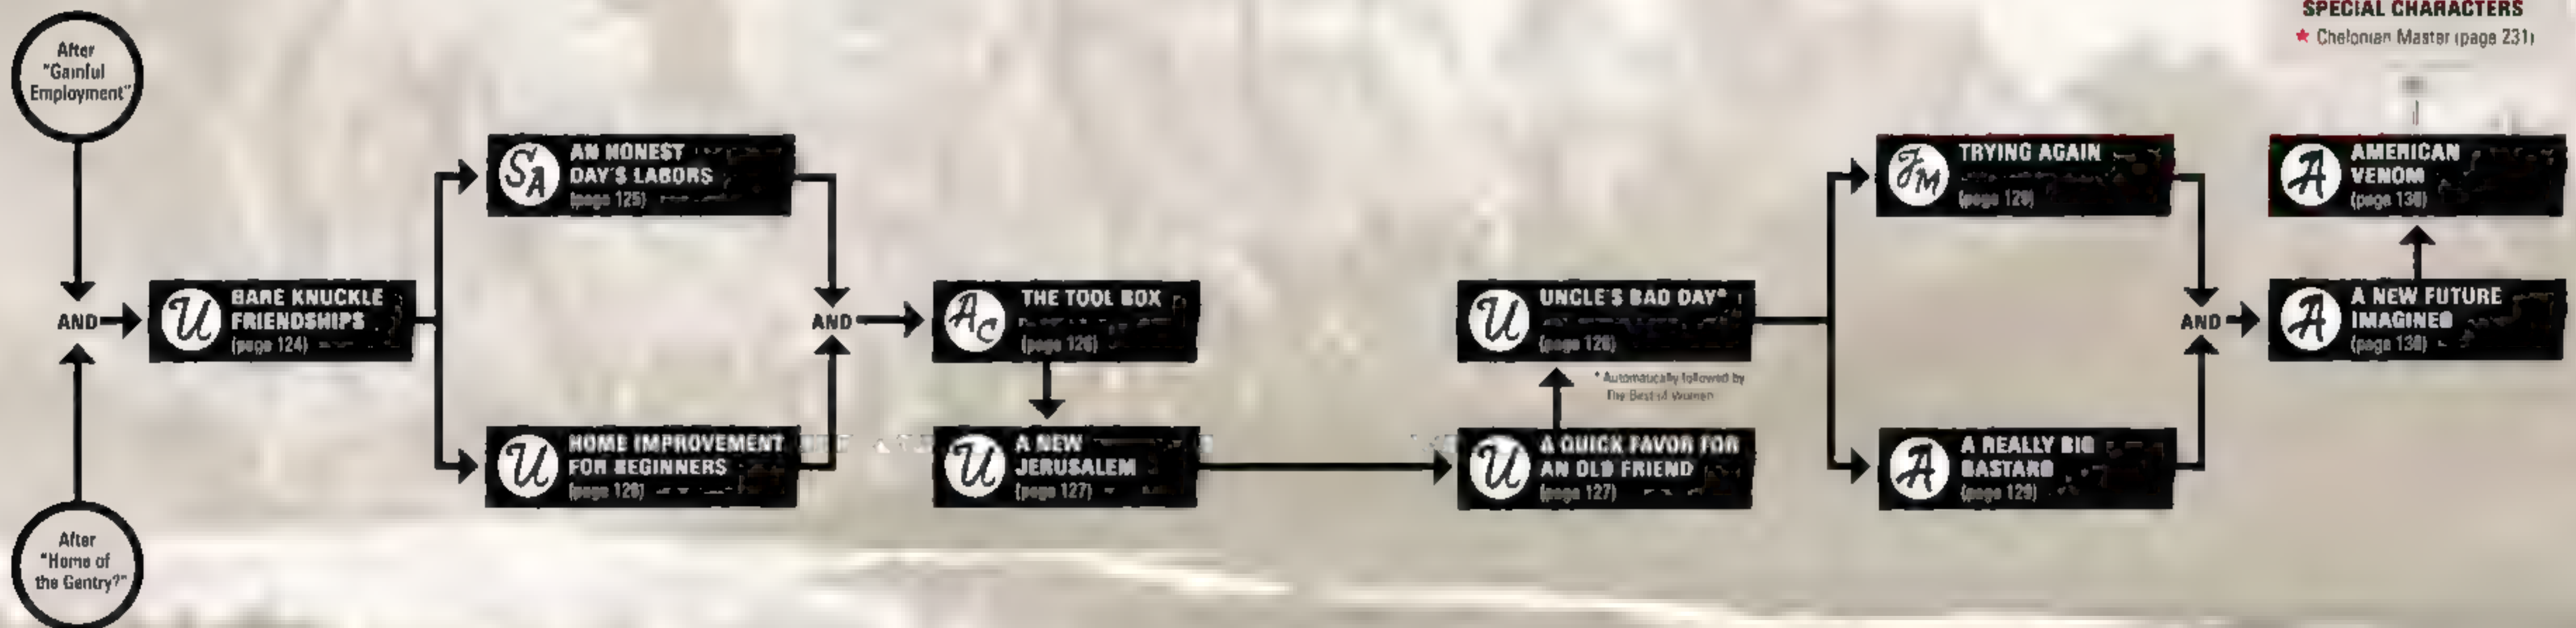 After
"Gainful
Employment"
AND
U
BARE KNUCKLE
FRIENDSHIPS
(page 124)
SA
AN HONEST
DAY'S LABORS
(page 125)
U
HOME IMPROVEMENT
FOR BEGINNERS
(page 126)
AND
AC
THE TOOL BOX
(page 126)
U
A NEW
JERUSALEM
(page 127)
U
A QUICK FAVOR FOR
AN OLD FRIEND
(page 127)
U
UNCLE'S BAD DAY*
(page 128)
* Automatically followed by
The Best of Women
JM
TRYING AGAIN
(page 129)
A
A REALLY BIG
BASTARD
(page 129)
AND
A
A NEW FUTURE
IMAGINED
(page 130)
A
AMERICAN
VENOM
(page 130)
SPECIAL CHARACTERS
★ Chelonian Master (page 231)
After
"Home of
the Gentry?"